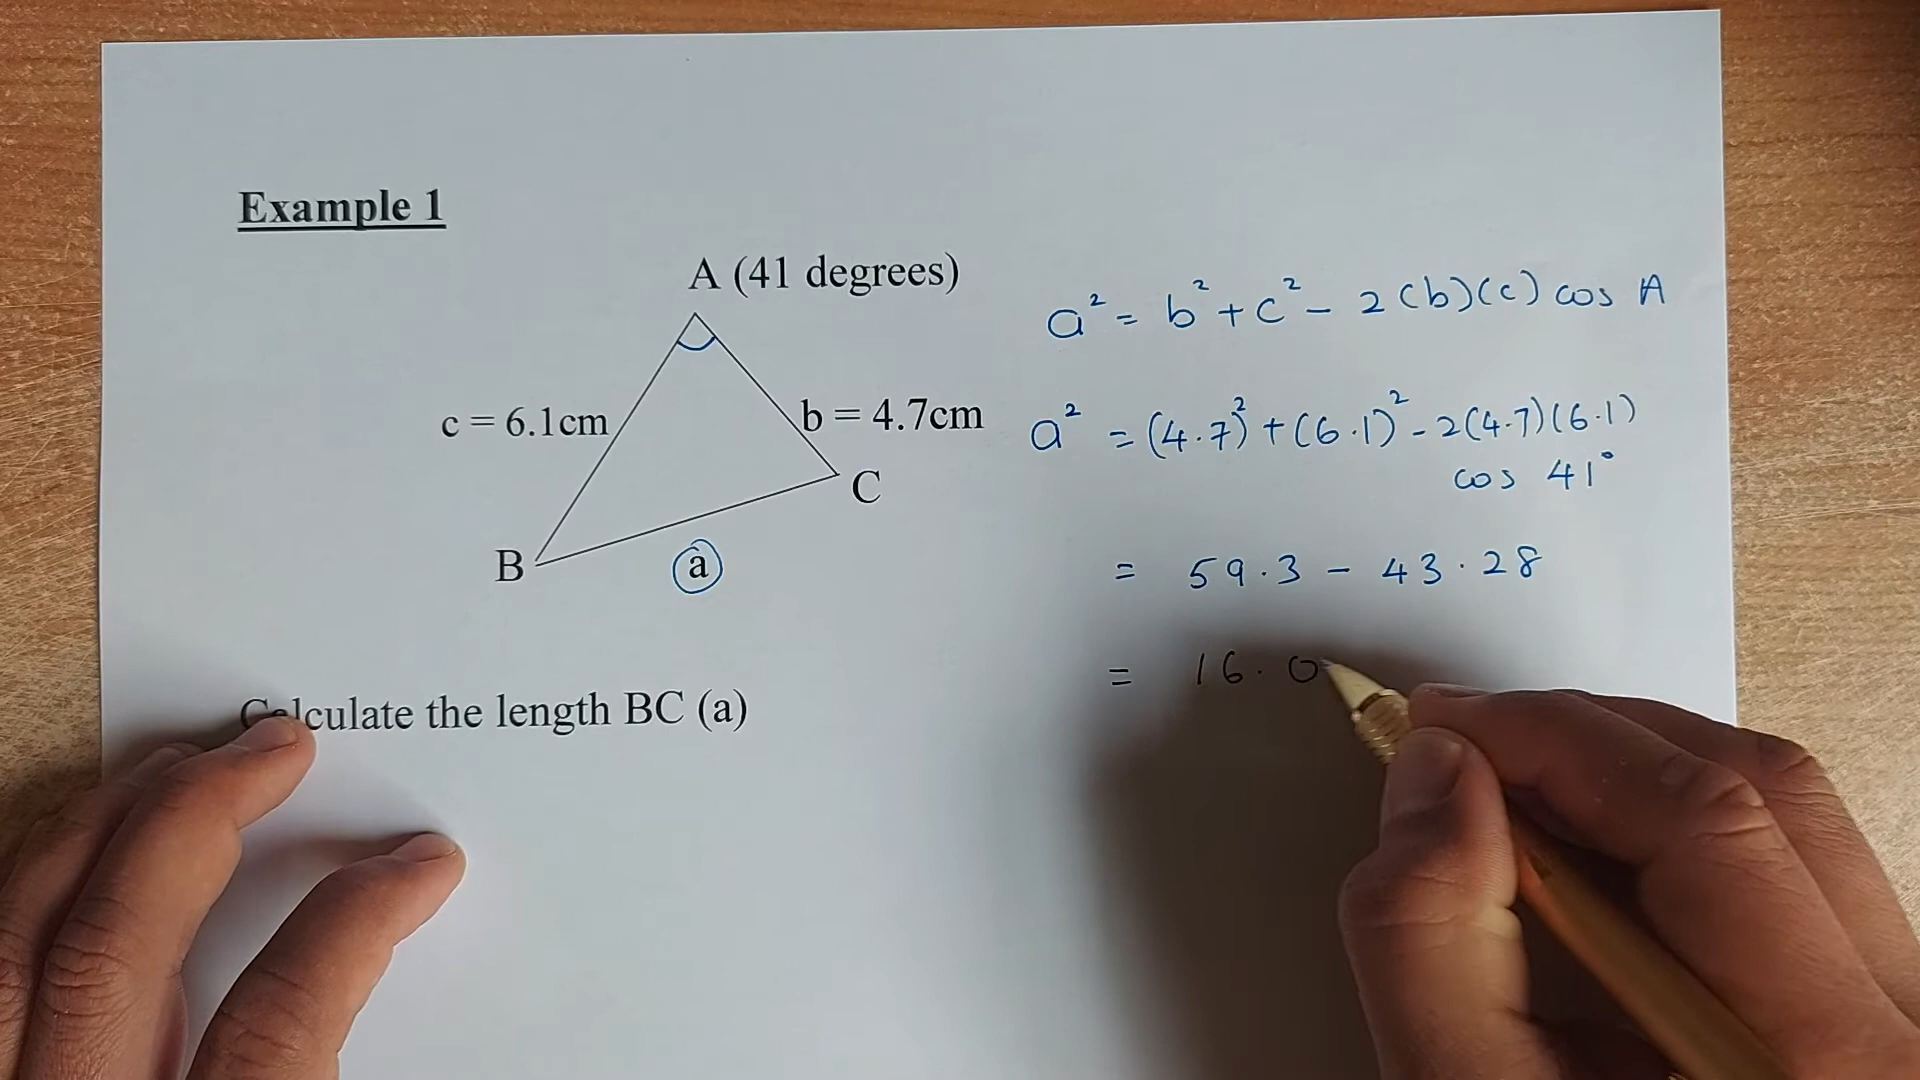 Example 1
A (41 degrees)
c = 6.1cm
b = 4.7cm
C
B
a
Calculate the length BC (a)
a² = b² + c² - 2(b)(c) cos A
a² = (4.7)² + (6.1)² - 2(4.7)(6.1)
cos 41°
= 59.3 - 43.28
= 16.0